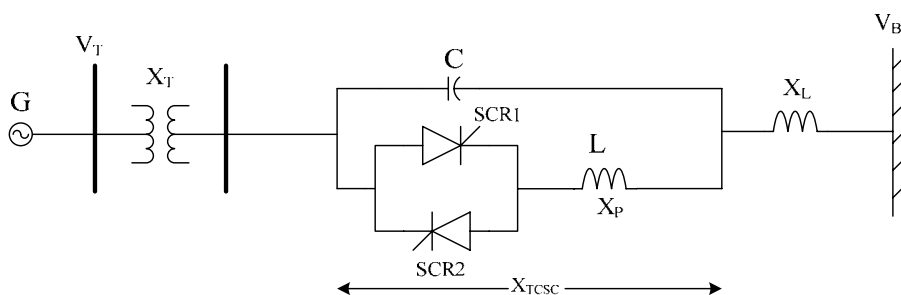 V_T
V_B
X_T
C
X_L
G
SCR1
L
X_P
SCR2
X_TCSC